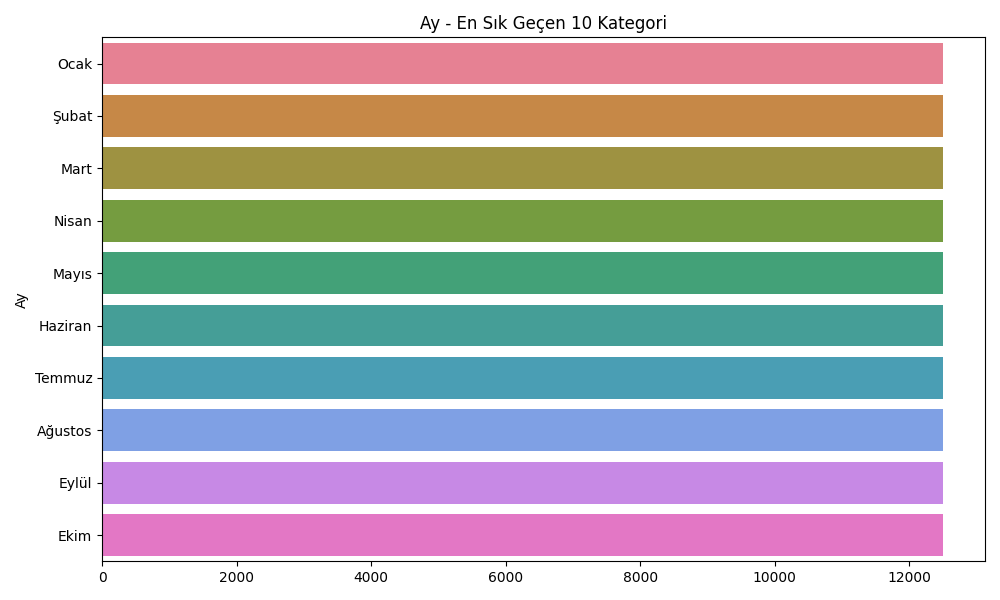 Ay - En Sık Geçen 10 Kategori
Ocak
Şubat
Mart
Nisan
Mayıs
Haziran
Temmuz
Ağustos
Eylül
Ekim
Ay
0 2000 4000 6000 8000 10000 12000